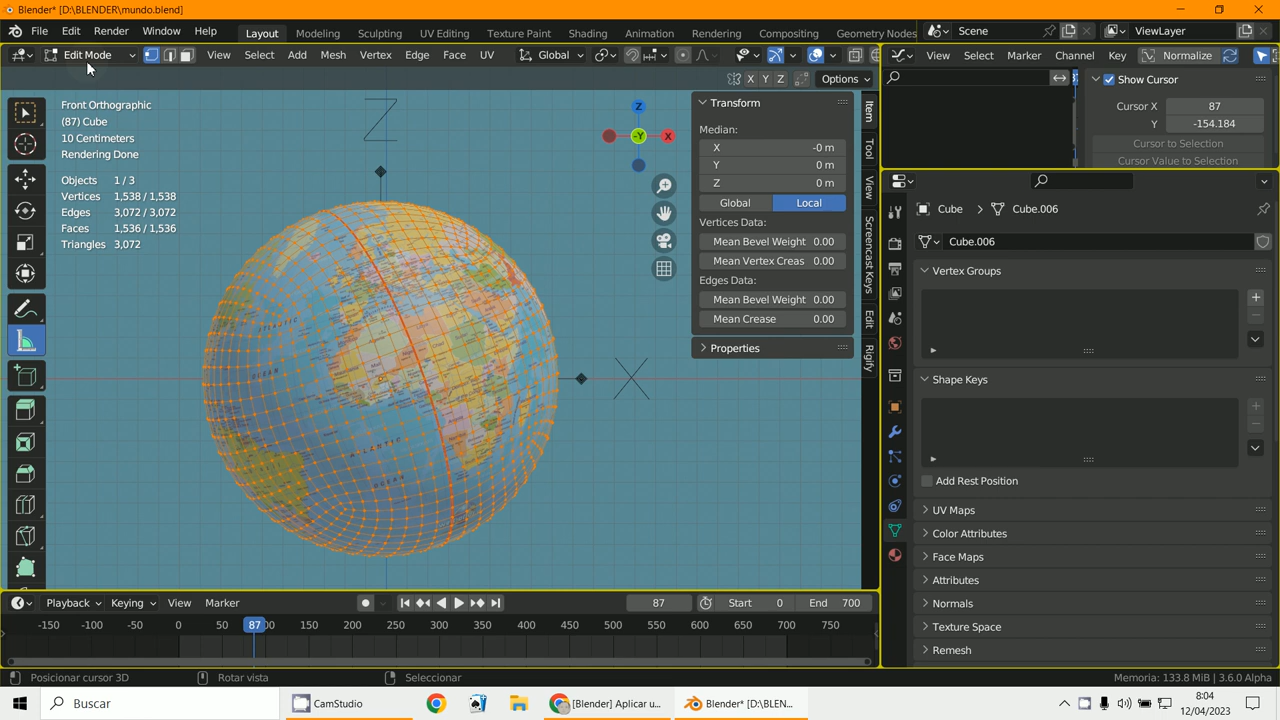 Blender* [D:\BLENDER\mundo.blend]
File Edit Render Window Help Layout Modeling Sculpting UV Editing Texture Paint Shading Animation Rendering Compositing Geometry Nodes Scene ViewLayer
Edit Mode View Select Add Mesh Vertex Edge Face UV Global
View Select Marker Channel Key Normalize
X Y Z Options
Show Cursor
Cursor X 87
Y -154.184
Cursor to Selection
Cursor Value to Selection
Front Orthographic
(87) Cube
10 Centimeters
Rendering Done
Objects 1 / 3
Vertices 1,538 / 1,538
Edges 3,072 / 3,072
Faces 1,536 / 1,536
Triangles 3,072
Z
-Y
X
Transform
Median:
X -0 m
Y 0 m
Z 0 m
Global Local
Vertices Data:
Mean Bevel Weight 0.00
Mean Vertex Creas 0.00
Edges Data:
Mean Bevel Weight 0.00
Mean Crease 0.00
Properties
Item
Tool
View
Screencast Keys
Edit
Rigify
ATLANTIC
OCEAN
Cube Cube.006
Cube.006
Vertex Groups
Shape Keys
Add Rest Position
UV Maps
Color Attributes
Face Maps
Attributes
Normals
Texture Space
Remesh
Playback Keying View Marker 87 Start 0 End 700
-150 -100 -50 0 50 87 100 150 200 250 300 350 400 450 500 550 600 650 700 750
Posicionar cursor 3D Rotar vista Seleccionar Memoria: 133.8 MiB | 3.6.0 Alpha
Buscar CamStudio [Blender] Aplicar u... Blender* [D:\BLEN...
8:04
12/04/2023